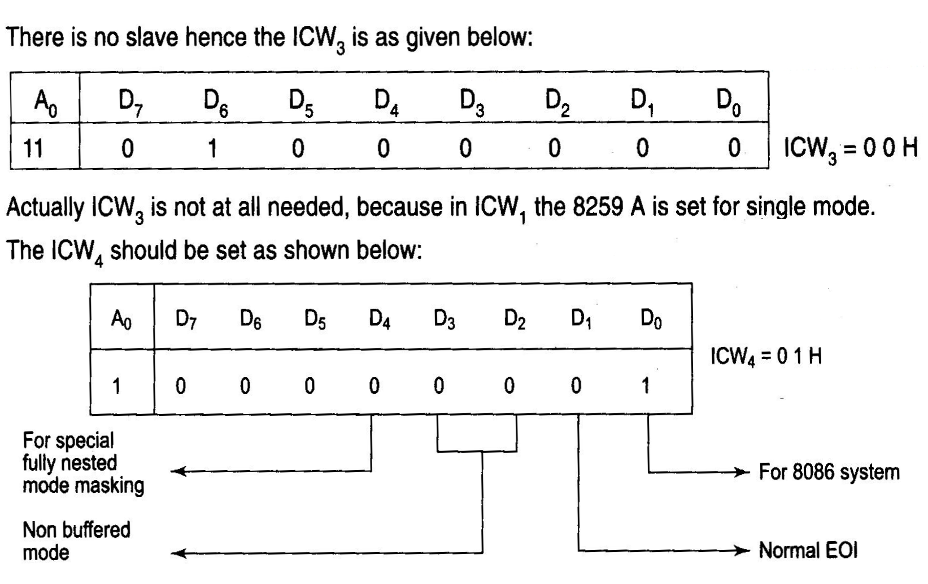 There is no slave hence the ICW₃ is as given below:
A₀ D₇ D₆ D₅ D₄ D₃ D₂ D₁ D₀
11 0 1 0 0 0 0 0 0
ICW₃ = 0 0 H
Actually ICW₃ is not at all needed, because in ICW₁ the 8259 A is set for single mode.
The ICW₄ should be set as shown below:
A₀ D₇ D₆ D₅ D₄ D₃ D₂ D₁ D₀
1 0 0 0 0 0 0 0 1
ICW₄ = 0 1 H
For special
fully nested
mode masking
For 8086 system
Non buffered
mode
Normal EOI